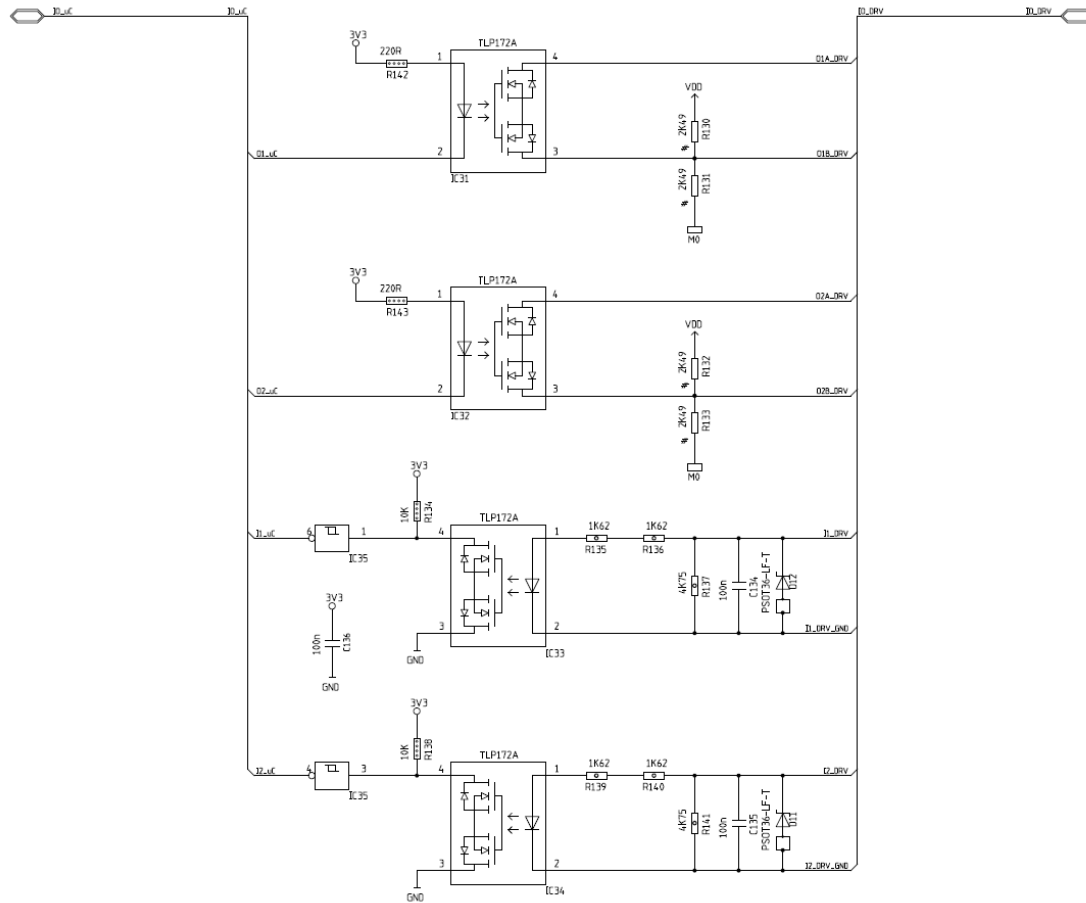 IO_uC
IO_uC
IO_DRV
IO_DRV
3V3
220R
R142
TLP172A
1
4
2
3
IC31
O1_uC
O1A_DRV
VDD
2K49
R130
*
O1B_DRV
2K49
R131
*
M0
3V3
220R
R143
TLP172A
1
4
2
3
IC32
O2_uC
O2A_DRV
VDD
2K49
R132
*
O2B_DRV
2K49
R133
*
M0
3V3
10K
R134
TLP172A
I1_uC
6
1
IC35
4
3
1
2
IC33
GND
1K62
R135
1K62
R136
4K75
R137
100n
C134
PSOT36-LF-T
D12
I1_DRV
I1_DRV_GND
3V3
100n
C136
GND
3V3
10K
R138
TLP172A
I2_uC
4
3
IC35
4
3
1
2
IC34
GND
1K62
R139
1K62
R140
4K75
R141
100n
C135
PSOT36-LF-T
D11
I2_DRV
I2_DRV_GND